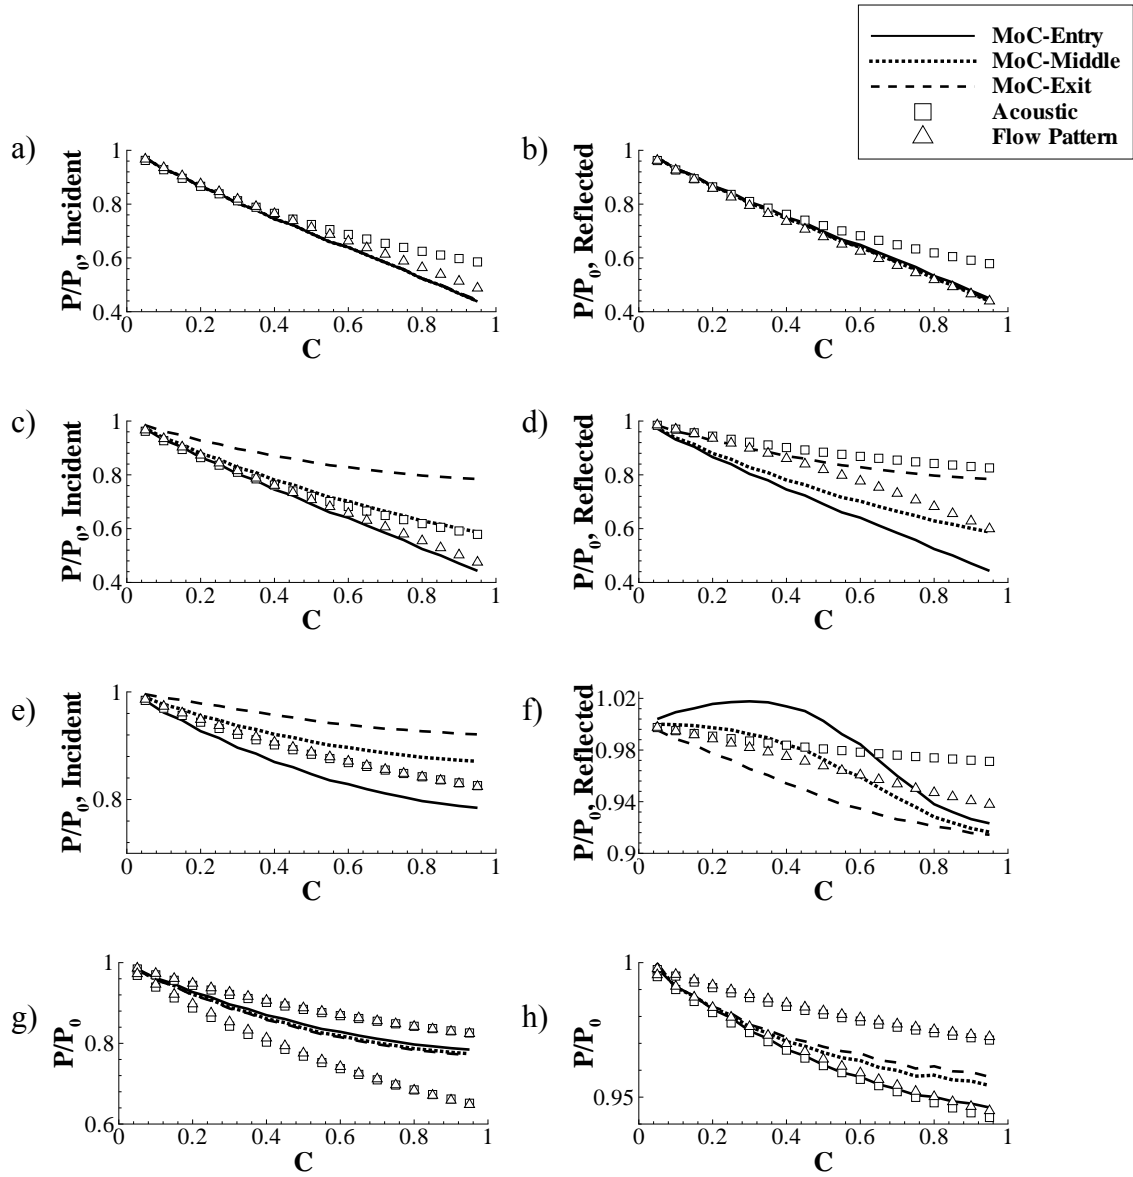 MoC-Entry
MoC-Middle
MoC-Exit
Acoustic
Flow Pattern
a)
P/P0, Incident
1
0.8
0.6
0.4
0 0.2 0.4 0.6 0.8 1
C
b)
P/P0, Reflected
1
0.8
0.6
0.4
0 0.2 0.4 0.6 0.8 1
C
c)
P/P0, Incident
1
0.8
0.6
0.4
0 0.2 0.4 0.6 0.8 1
C
d)
P/P0, Reflected
1
0.8
0.6
0.4
0 0.2 0.4 0.6 0.8 1
C
e)
P/P0, Incident
1
0.8
0 0.2 0.4 0.6 0.8 1
C
f)
P/P0, Reflected
1.02
0.98
0.94
0.9
0 0.2 0.4 0.6 0.8 1
C
g)
P/P0
1
0.8
0.6
0 0.2 0.4 0.6 0.8 1
C
h)
P/P0
1
0.95
0 0.2 0.4 0.6 0.8 1
C